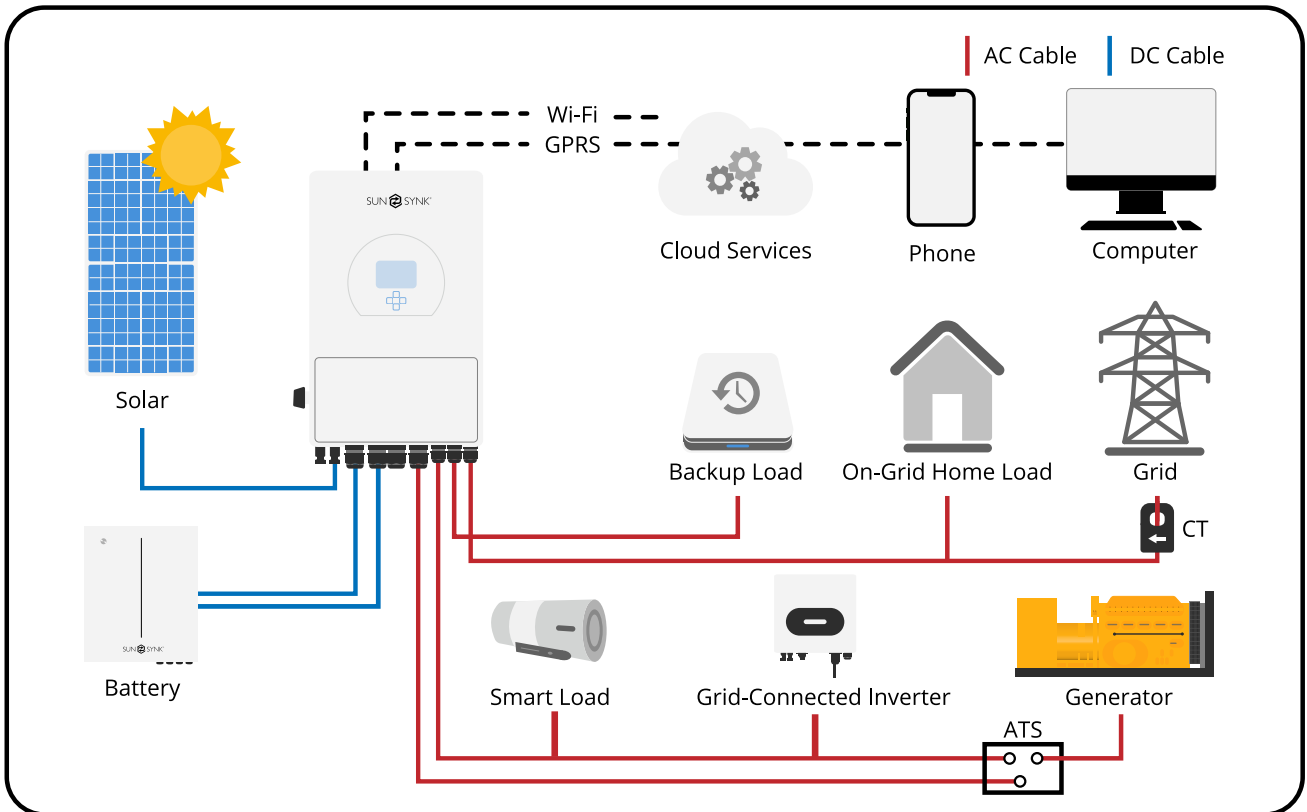 AC Cable
DC Cable
Wi-Fi
GPRS
SUN SYNK
Cloud Services
Phone
Computer
Solar
Backup Load
On-Grid Home Load
Grid
CT
SUN SYNK
Battery
Smart Load
Grid-Connected Inverter
Generator
ATS